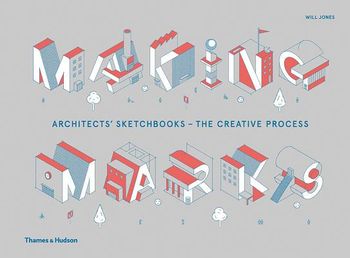 WILL JONES
MAKING
ARCHITECTS' SKETCHBOOKS – THE CREATIVE PROCESS
MARKS
Thames & Hudson